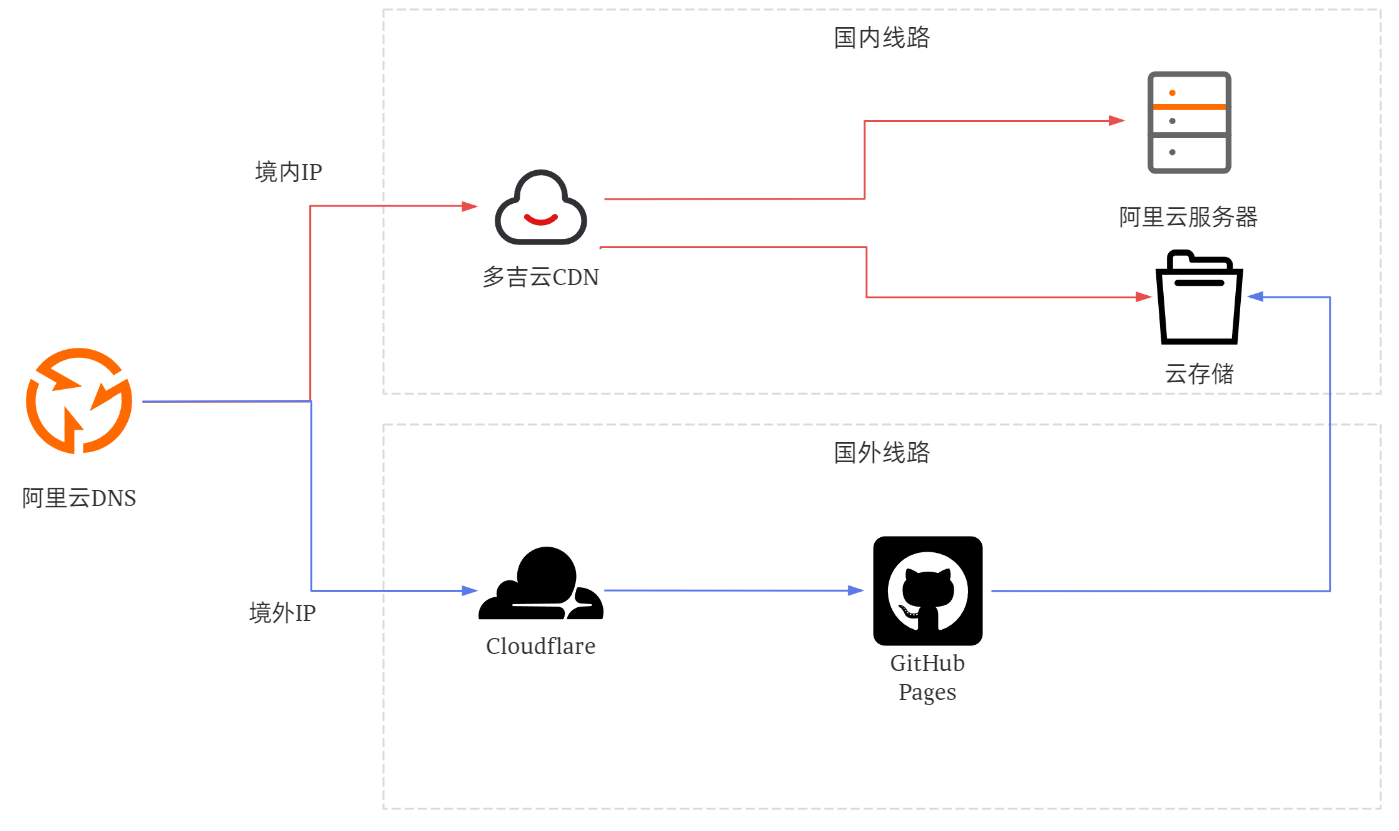 国内线路
境内IP
阿里云服务器
多吉云CDN
云存储
国外线路
阿里云DNS
境外IP
Cloudflare
GitHub
Pages